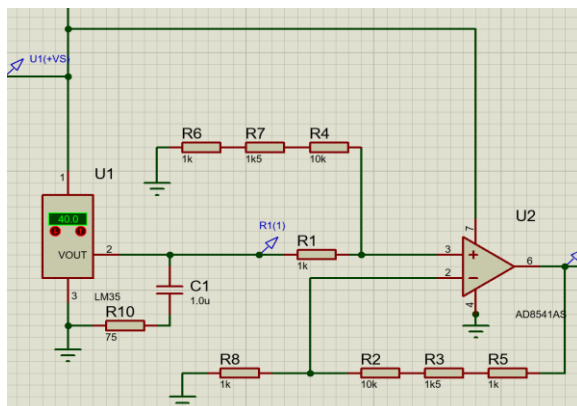 U1(+VS)
R6
R7
R4
1k
1k5
10k
U1
U2
1
7
40.0
R1(1)
R1
VOUT
2
3
6
1k
2
C1
3
LM35
1.0u
4
AD8541AS
R10
75
R8
R2
R3
R5
1k
10k
1k5
1k